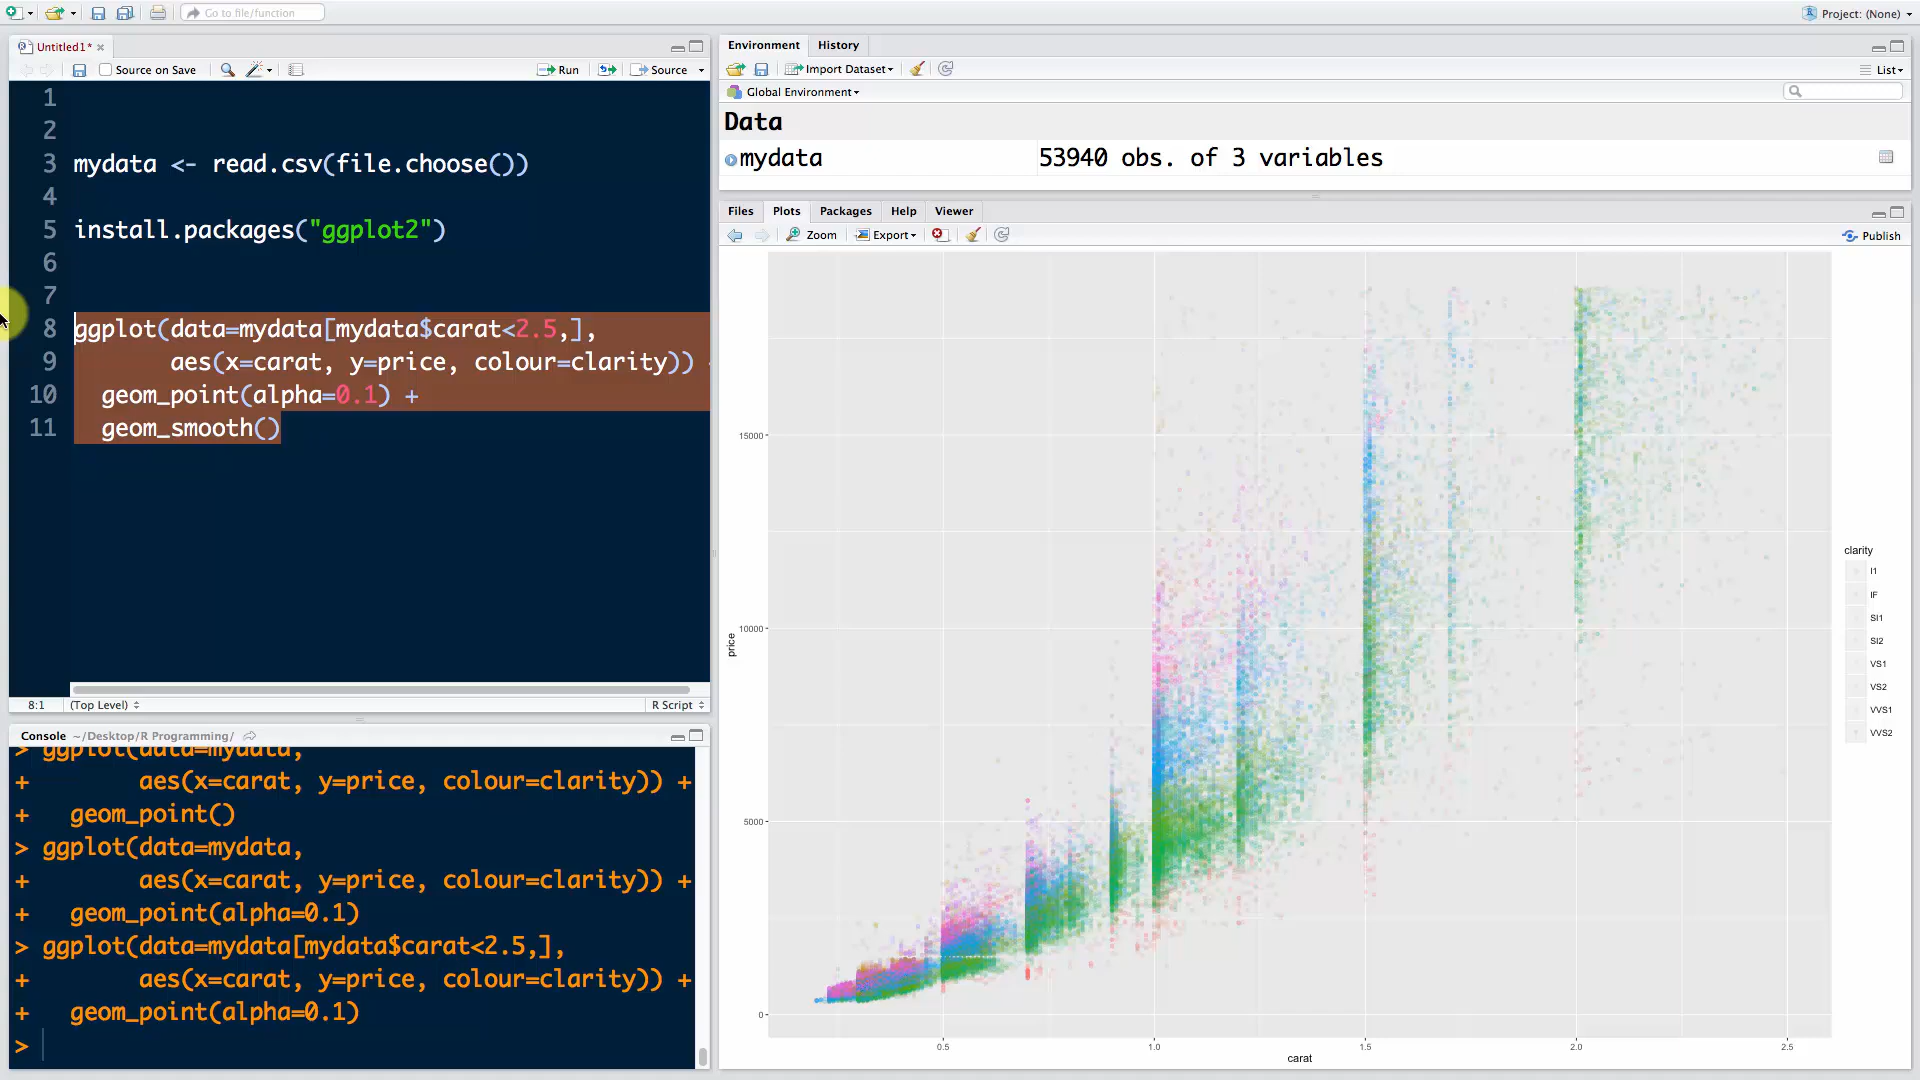 Go to file/function
Project: (None)
Untitled1*
Source on Save
Run
Source
1
2
3 mydata <- read.csv(file.choose())
4
5 install.packages("ggplot2")
6
7
8 ggplot(data=mydata[mydata$carat<2.5,],
9 aes(x=carat, y=price, colour=clarity))
10 geom_point(alpha=0.1) +
11 geom_smooth()
8:1 (Top Level) R Script
Console ~/Desktop/R Programming/
> ggplot(data=mydata,
+ aes(x=carat, y=price, colour=clarity)) +
+ geom_point()
> ggplot(data=mydata,
+ aes(x=carat, y=price, colour=clarity)) +
+ geom_point(alpha=0.1)
> ggplot(data=mydata[mydata$carat<2.5,],
+ aes(x=carat, y=price, colour=clarity)) +
+ geom_point(alpha=0.1)
>
Environment History
Import Dataset
List
Global Environment
Data
mydata 53940 obs. of 3 variables
Files Plots Packages Help Viewer
Zoom Export
Publish
15000
10000
5000
0
price
0.5 1.0 1.5 2.0 2.5
carat
clarity
I1
IF
SI1
SI2
VS1
VS2
VVS1
VVS2